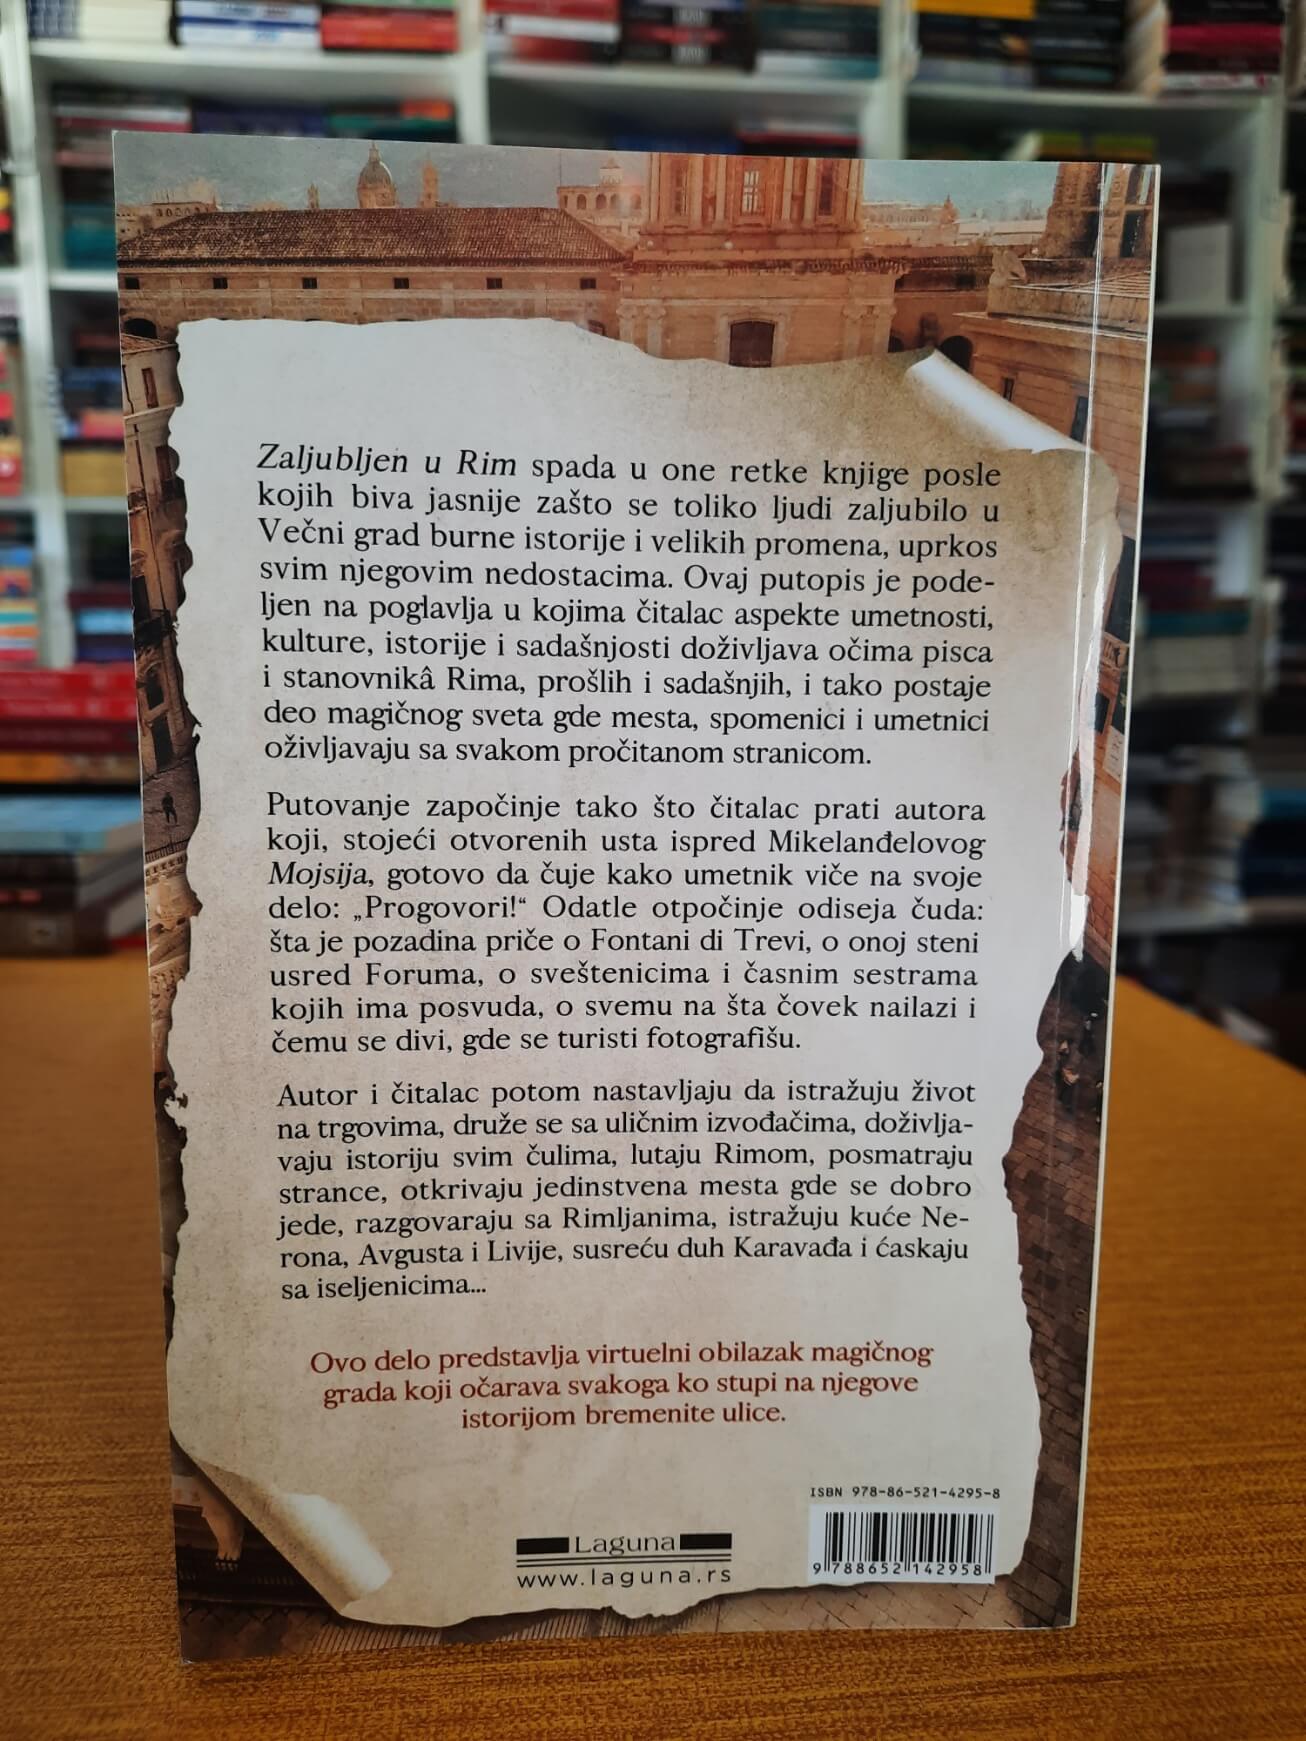 Zaljubljen u Rim spada u one retke knjige posle
kojih biva jasnije zašto se toliko ljudi zaljubilo u
Večni grad burne istorije i velikih promena, uprkos
svim njegovim nedostacima. Ovaj putopis je pode-
ljen na poglavlja u kojima čitalac aspekte umetnosti,
kulture, istorije i sadašnjosti doživljava očima pisca
i stanovnikâ Rima, prošlih i sadašnjih, i tako postaje
deo magičnog sveta gde mesta, spomenici i umetnici
oživljavaju sa svakom pročitanom stranicom.
Putovanje započinje tako što čitalac prati autora
koji, stojeći otvorenih usta ispred Mikelanđelovog
Mojsija, gotovo da čuje kako umetnik viče na svoje
delo: „Progovori!“ Odatle otpočinje odiseja čuda:
šta je pozadina priče o Fontani di Trevi, o onoj steni
usred Foruma, o sveštenicima i časnim sestrama
kojih ima posvuda, o svemu na šta čovek nailazi i
čemu se divi, gde se turisti fotografišu.
Autor i čitalac potom nastavljaju da istražuju život
na trgovima, druže se sa uličnim izvođačima, doživlja-
vaju istoriju svim čulima, lutaju Rimom, posmatraju
strance, otkrivaju jedinstvena mesta gde se dobro
jede, razgovaraju sa Rimljanima, istražuju kuće Ne-
rona, Avgusta i Livije, susreću duh Karavađa i ćaskaju
sa iseljenicima...
Ovo delo predstavlja virtuelni obilazak magičnog
grada koji očarava svakoga ko stupi na njegove
istorijom bremenite ulice.
ISBN 978-86-521-4295-8
9 788652 142958
Laguna
www.laguna.rs